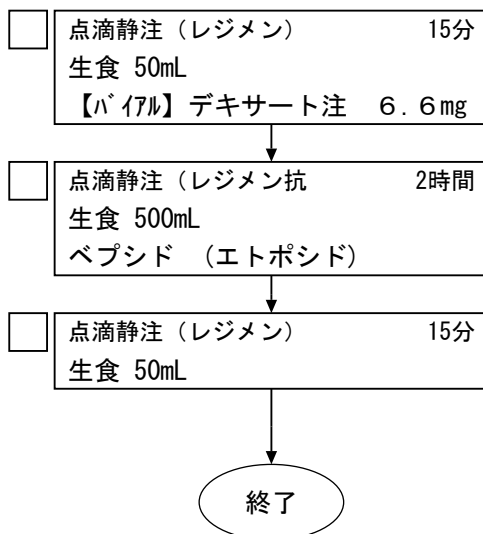 点滴静注（レジメン） 15分
生食 50mL
【ﾊﾞｲｱﾙ】デキサート注 ６.６mg
点滴静注（レジメン抗 2時間
生食 500mL
ベプシド （エトポシド）
点滴静注（レジメン） 15分
生食 50mL
終了